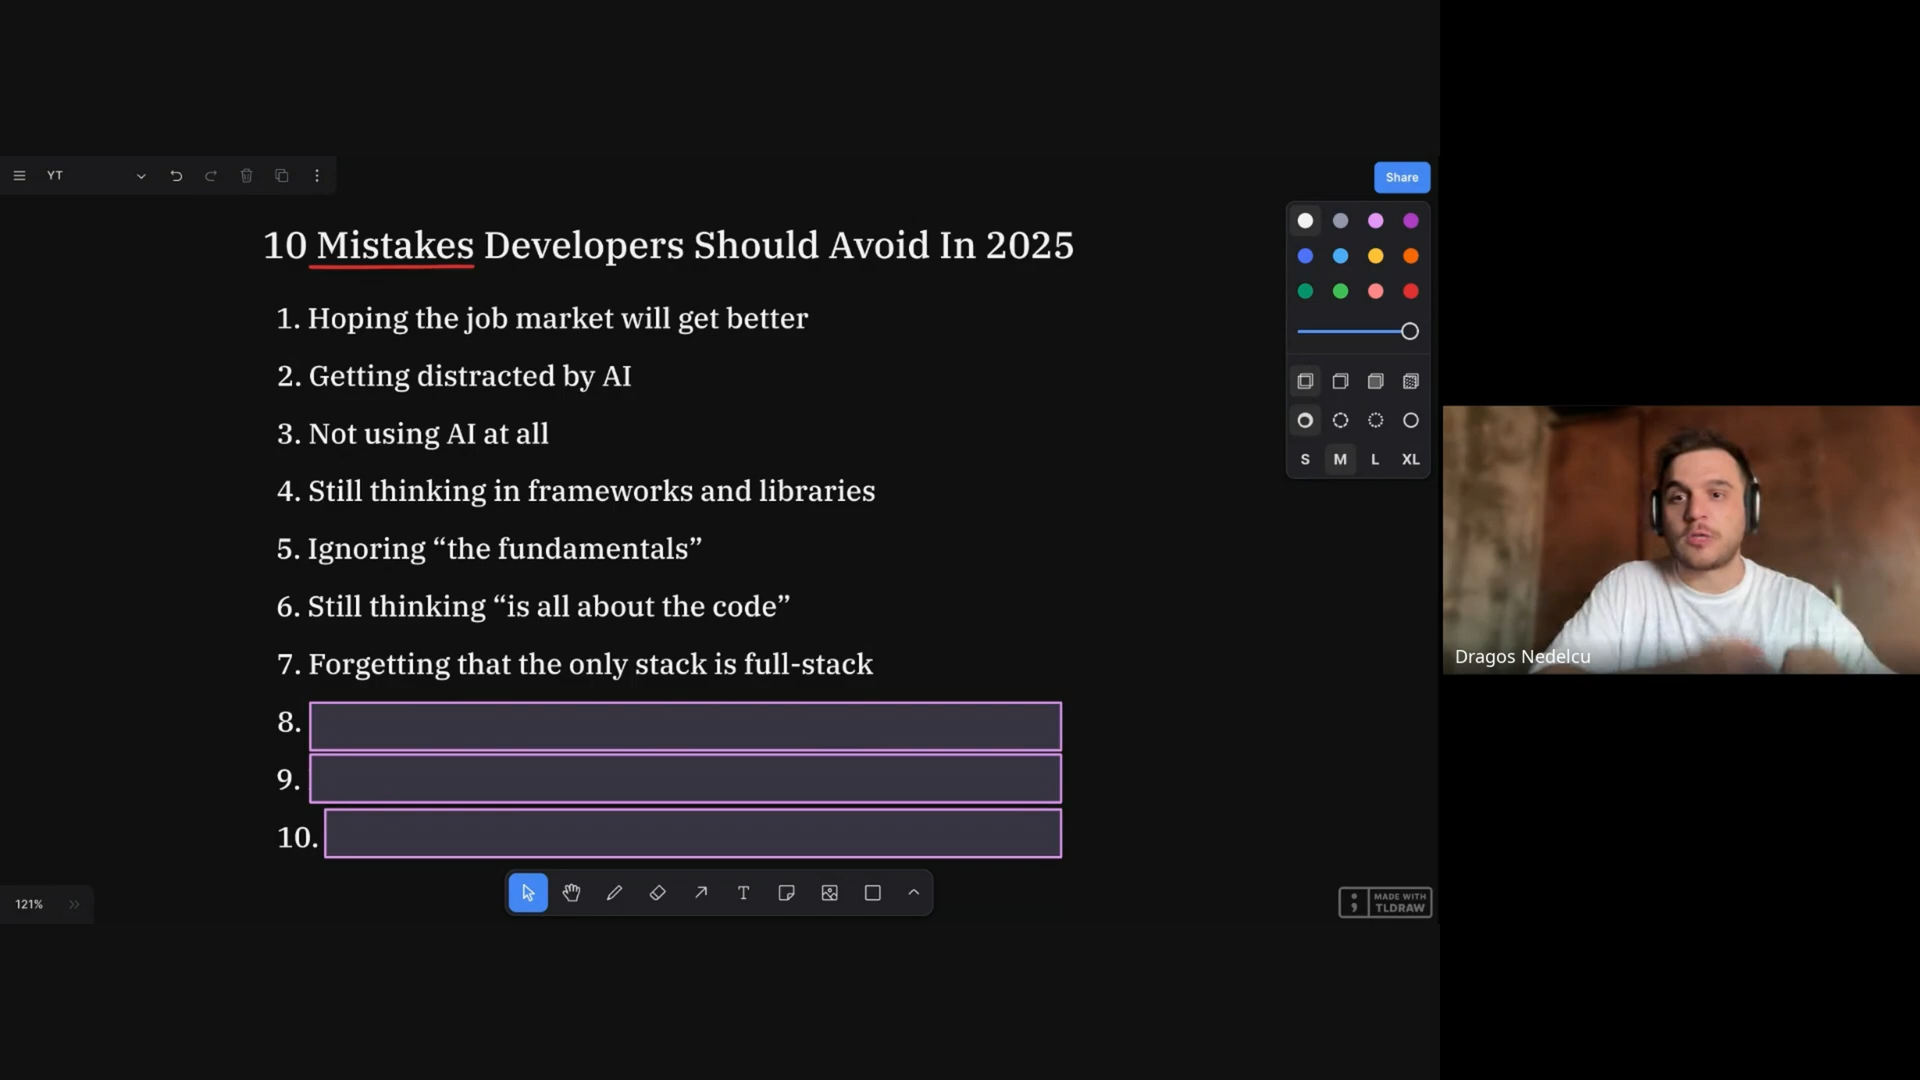 YT
Share
10 Mistakes Developers Should Avoid In 2025
1. Hoping the job market will get better
2. Getting distracted by AI
3. Not using AI at all
4. Still thinking in frameworks and libraries
5. Ignoring “the fundamentals”
6. Still thinking “is all about the code”
7. Forgetting that the only stack is full-stack
8.
9.
10.
S M L XL
Dragos Nedelcu
T
121%
MADE WITH
TLDRAW